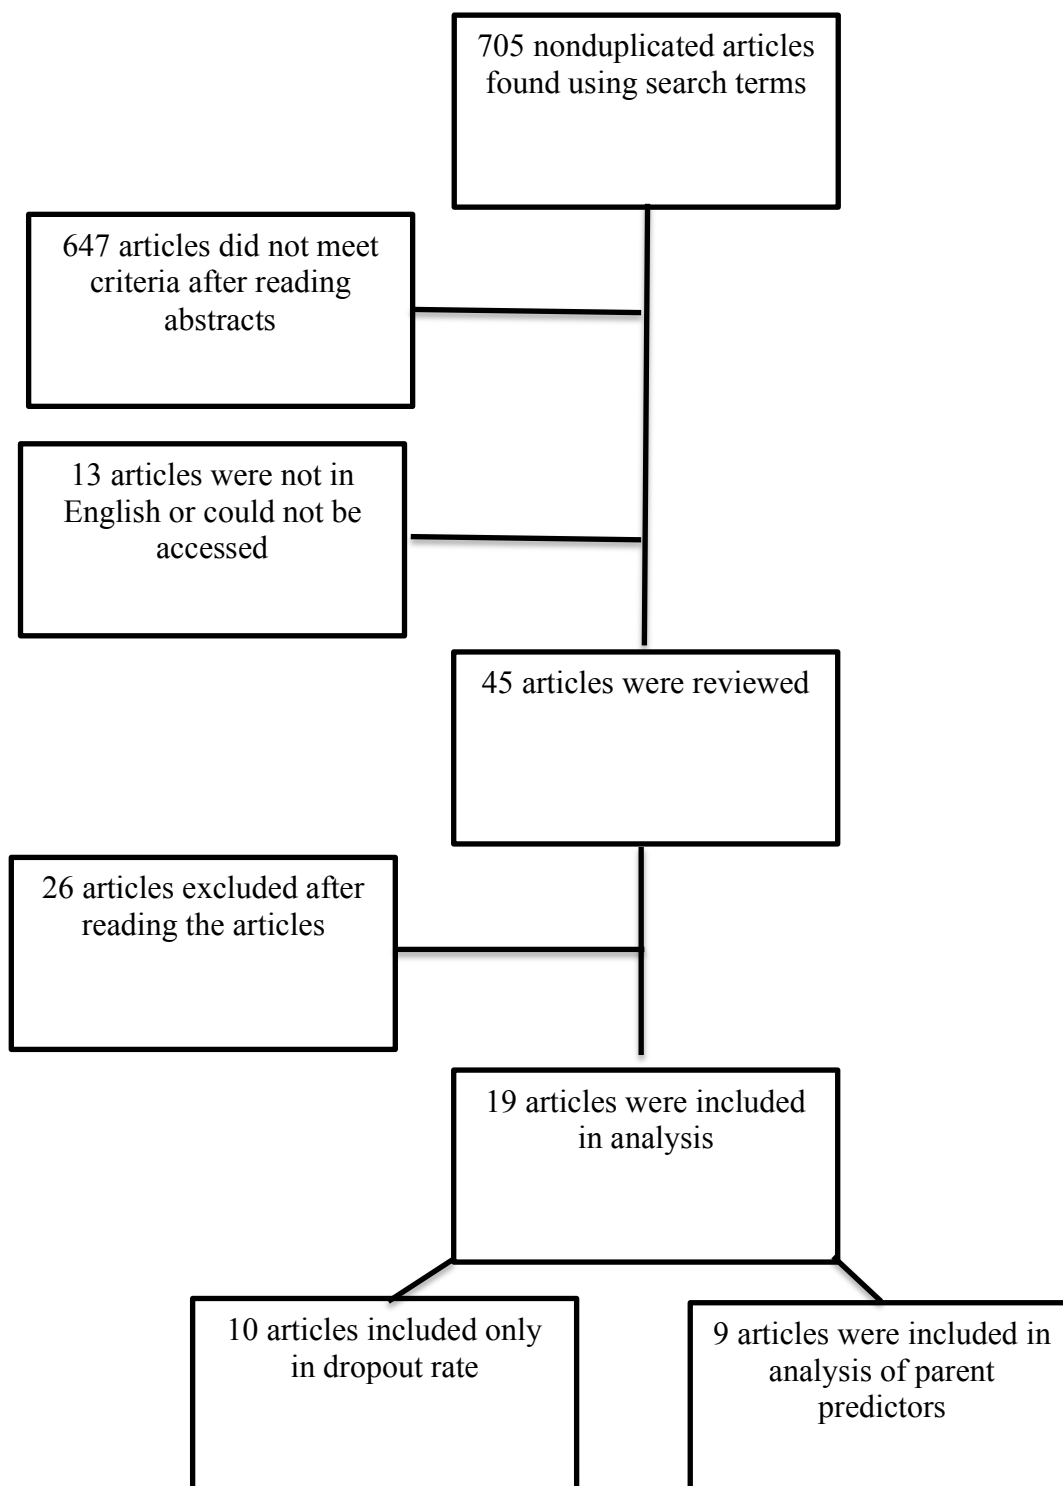 705 nonduplicated articles
found using search terms
647 articles did not meet
criteria after reading
abstracts
13 articles were not in
English or could not be
accessed
45 articles were reviewed
26 articles excluded after
reading the articles
19 articles were included
in analysis
10 articles included only
in dropout rate
9 articles were included in
analysis of parent
predictors